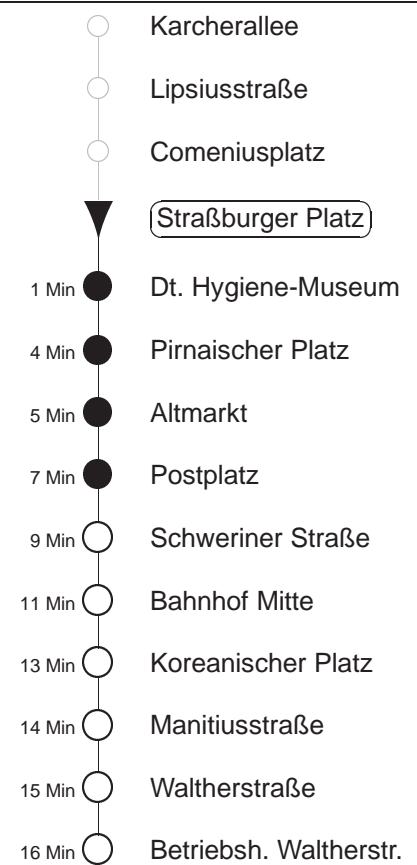 Karcherallee
Lipsiusstraße
Comeniusplatz
Straßburger Platz
1 Min Dt. Hygiene-Museum
4 Min Pirnaischer Platz
5 Min Altmarkt
7 Min Postplatz
9 Min Schweriner Straße
11 Min Bahnhof Mitte
13 Min Koreanischer Platz
14 Min Manitiusstraße
15 Min Waltherstraße
16 Min Betriebsh. Waltherstr.